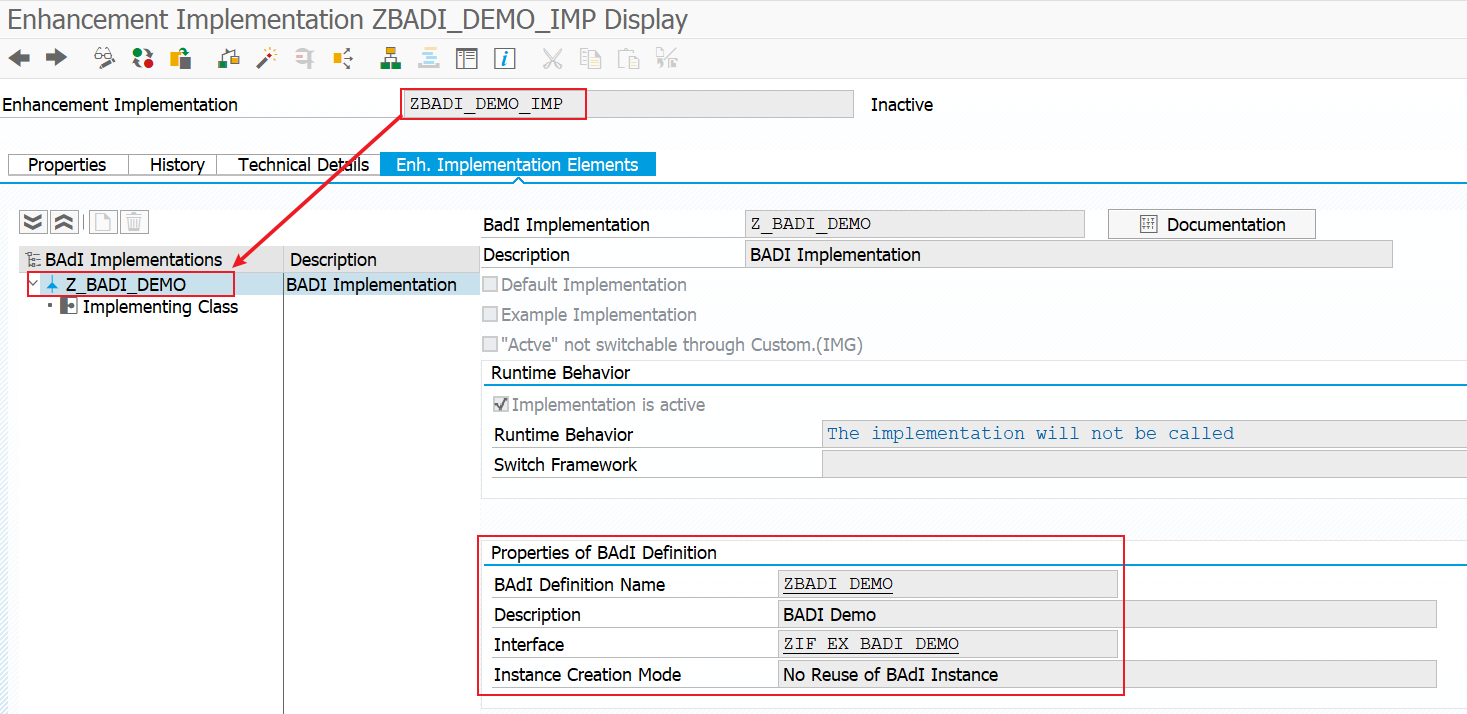 Enhancement Implementation ZBADI_DEMO_IMP Display
Enhancement Implementation ZBADI_DEMO_IMP Inactive
Properties History Technical Details Enh. Implementation Elements
BadI Implementation Z_BADI_DEMO Documentation
Description BADI Implementation
BAdI Implementations Description
Z_BADI_DEMO BADI Implementation
Implementing Class
Default Implementation
Example Implementation
"Actve" not switchable through Custom.(IMG)
Runtime Behavior
Implementation is active
Runtime Behavior The implementation will not be called
Switch Framework
Properties of BAdI Definition
BAdI Definition Name ZBADI_DEMO
Description BADI Demo
Interface ZIF_EX_BADI_DEMO
Instance Creation Mode No Reuse of BAdI Instance